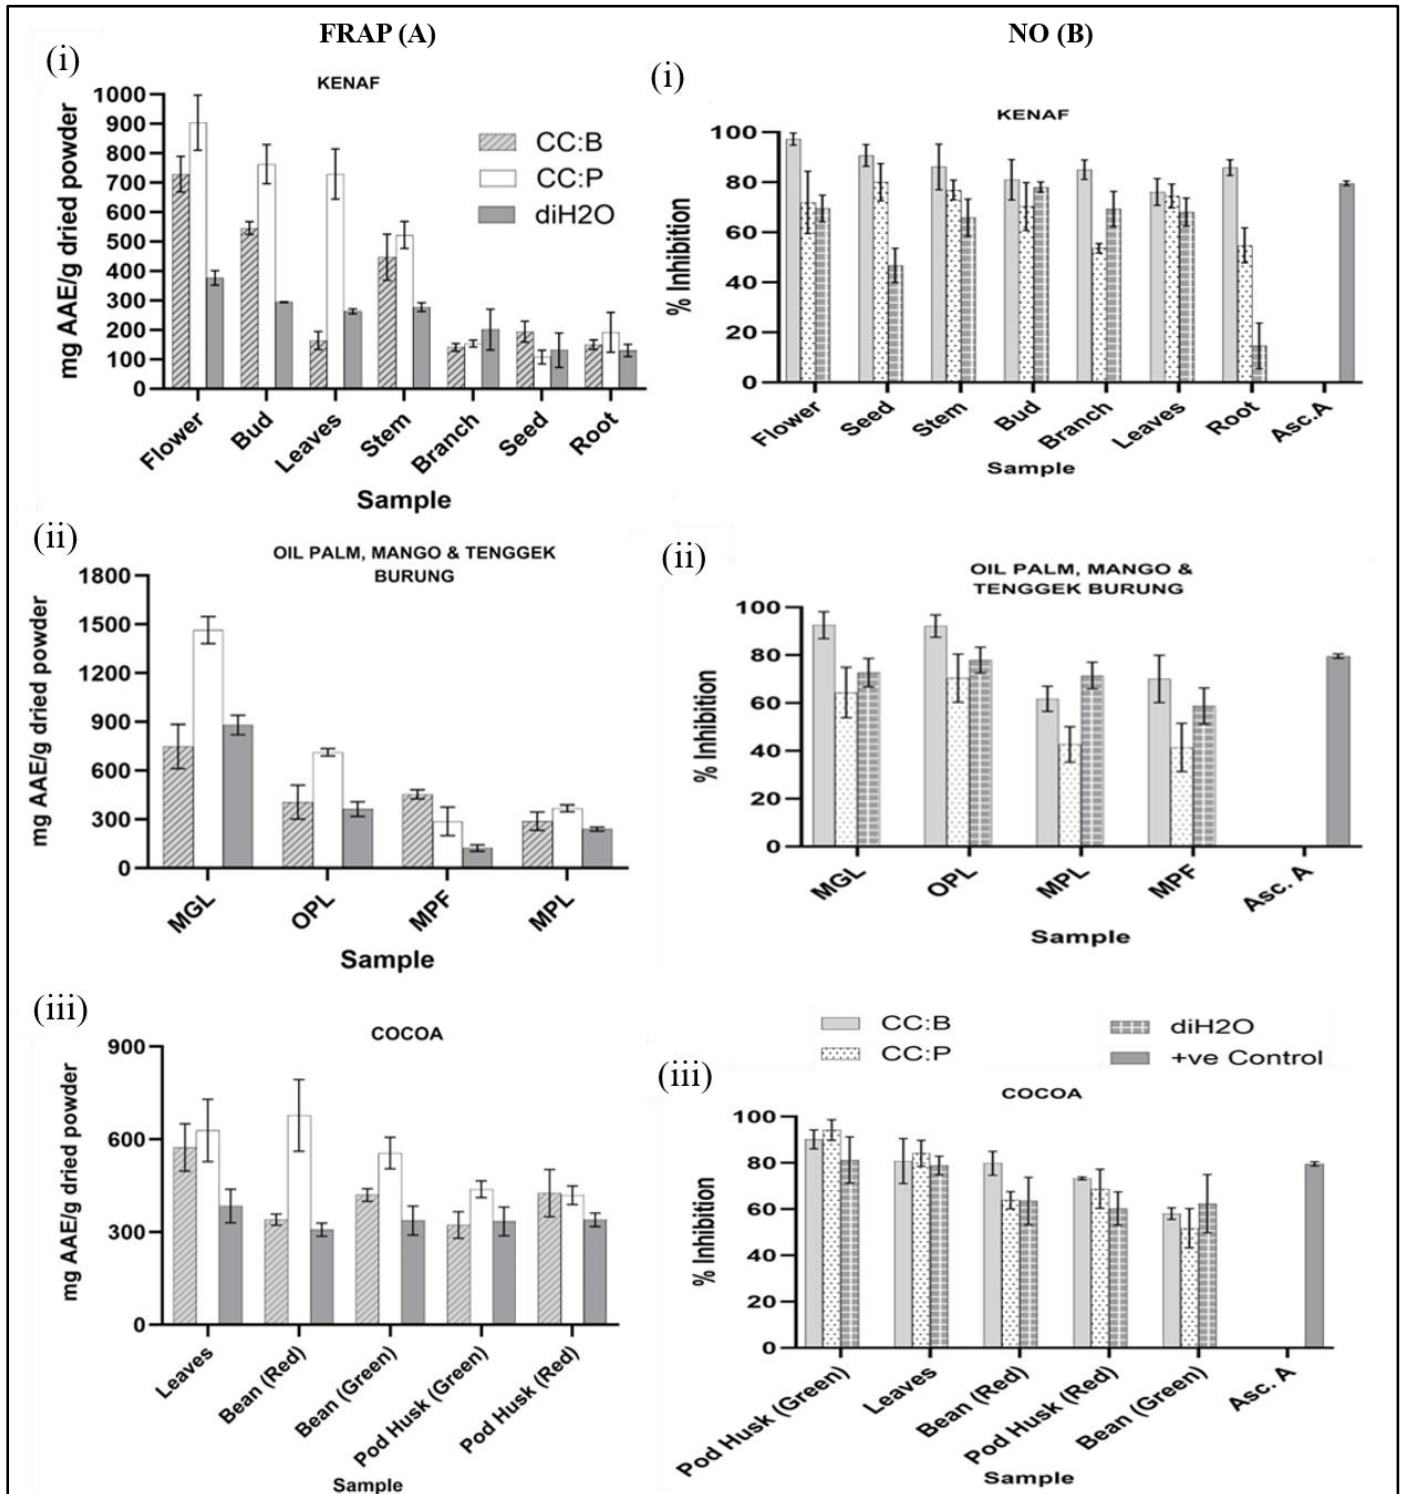 FRAP (A)
NO (B)
(i)
KENAF
mg AAE/g dried powder
1000
900
800
700
600
500
400
300
200
100
0
CC:B
CC:P
diH2O
Flower
Bud
Leaves
Stem
Branch
Seed
Root
Sample
(i)
KENAF
% Inhibition
100
80
60
40
20
0
Flower
Seed
Stem
Bud
Branch
Leaves
Root
Asc.A
Sample
(ii)
OIL PALM, MANGO & TENGGEK
BURUNG
mg AAE/g dried powder
1800
1500
1200
900
600
300
0
MGL
OPL
MPF
MPL
Sample
(ii)
OIL PALM, MANGO &
TENGGEK BURUNG
% Inhibition
100
80
60
40
20
0
MGL
OPL
MPL
MPF
Asc. A
Sample
(iii)
COCOA
mg AAE/g dried powder
900
600
300
0
Leaves
Bean (Red)
Bean (Green)
Pod Husk (Green)
Pod Husk (Red)
Sample
CC:B
CC:P
diH2O
+ve Control
(iii)
COCOA
% Inhibition
100
80
60
40
20
0
Pod Husk (Green)
Leaves
Bean (Red)
Pod Husk (Red)
Bean (Green)
Asc. A
Sample